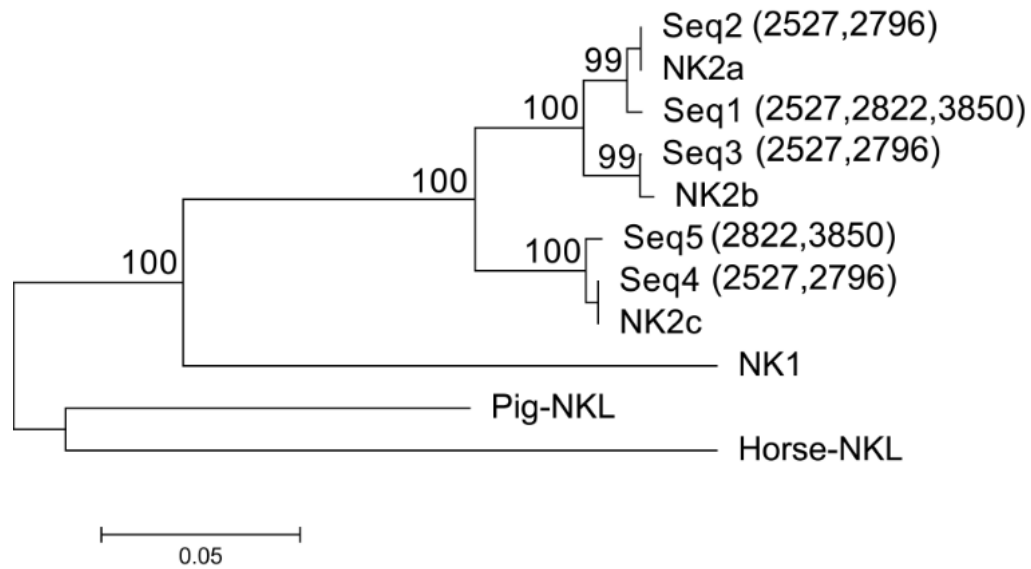 Seq2 (2527,2796)
99
NK2a
100
Seq1 (2527,2822,3850)
99
Seq3 (2527,2796)
100
NK2b
100
Seq5 (2822,3850)
100
Seq4 (2527,2796)
NK2c
NK1
Pig-NKL
Horse-NKL
0.05